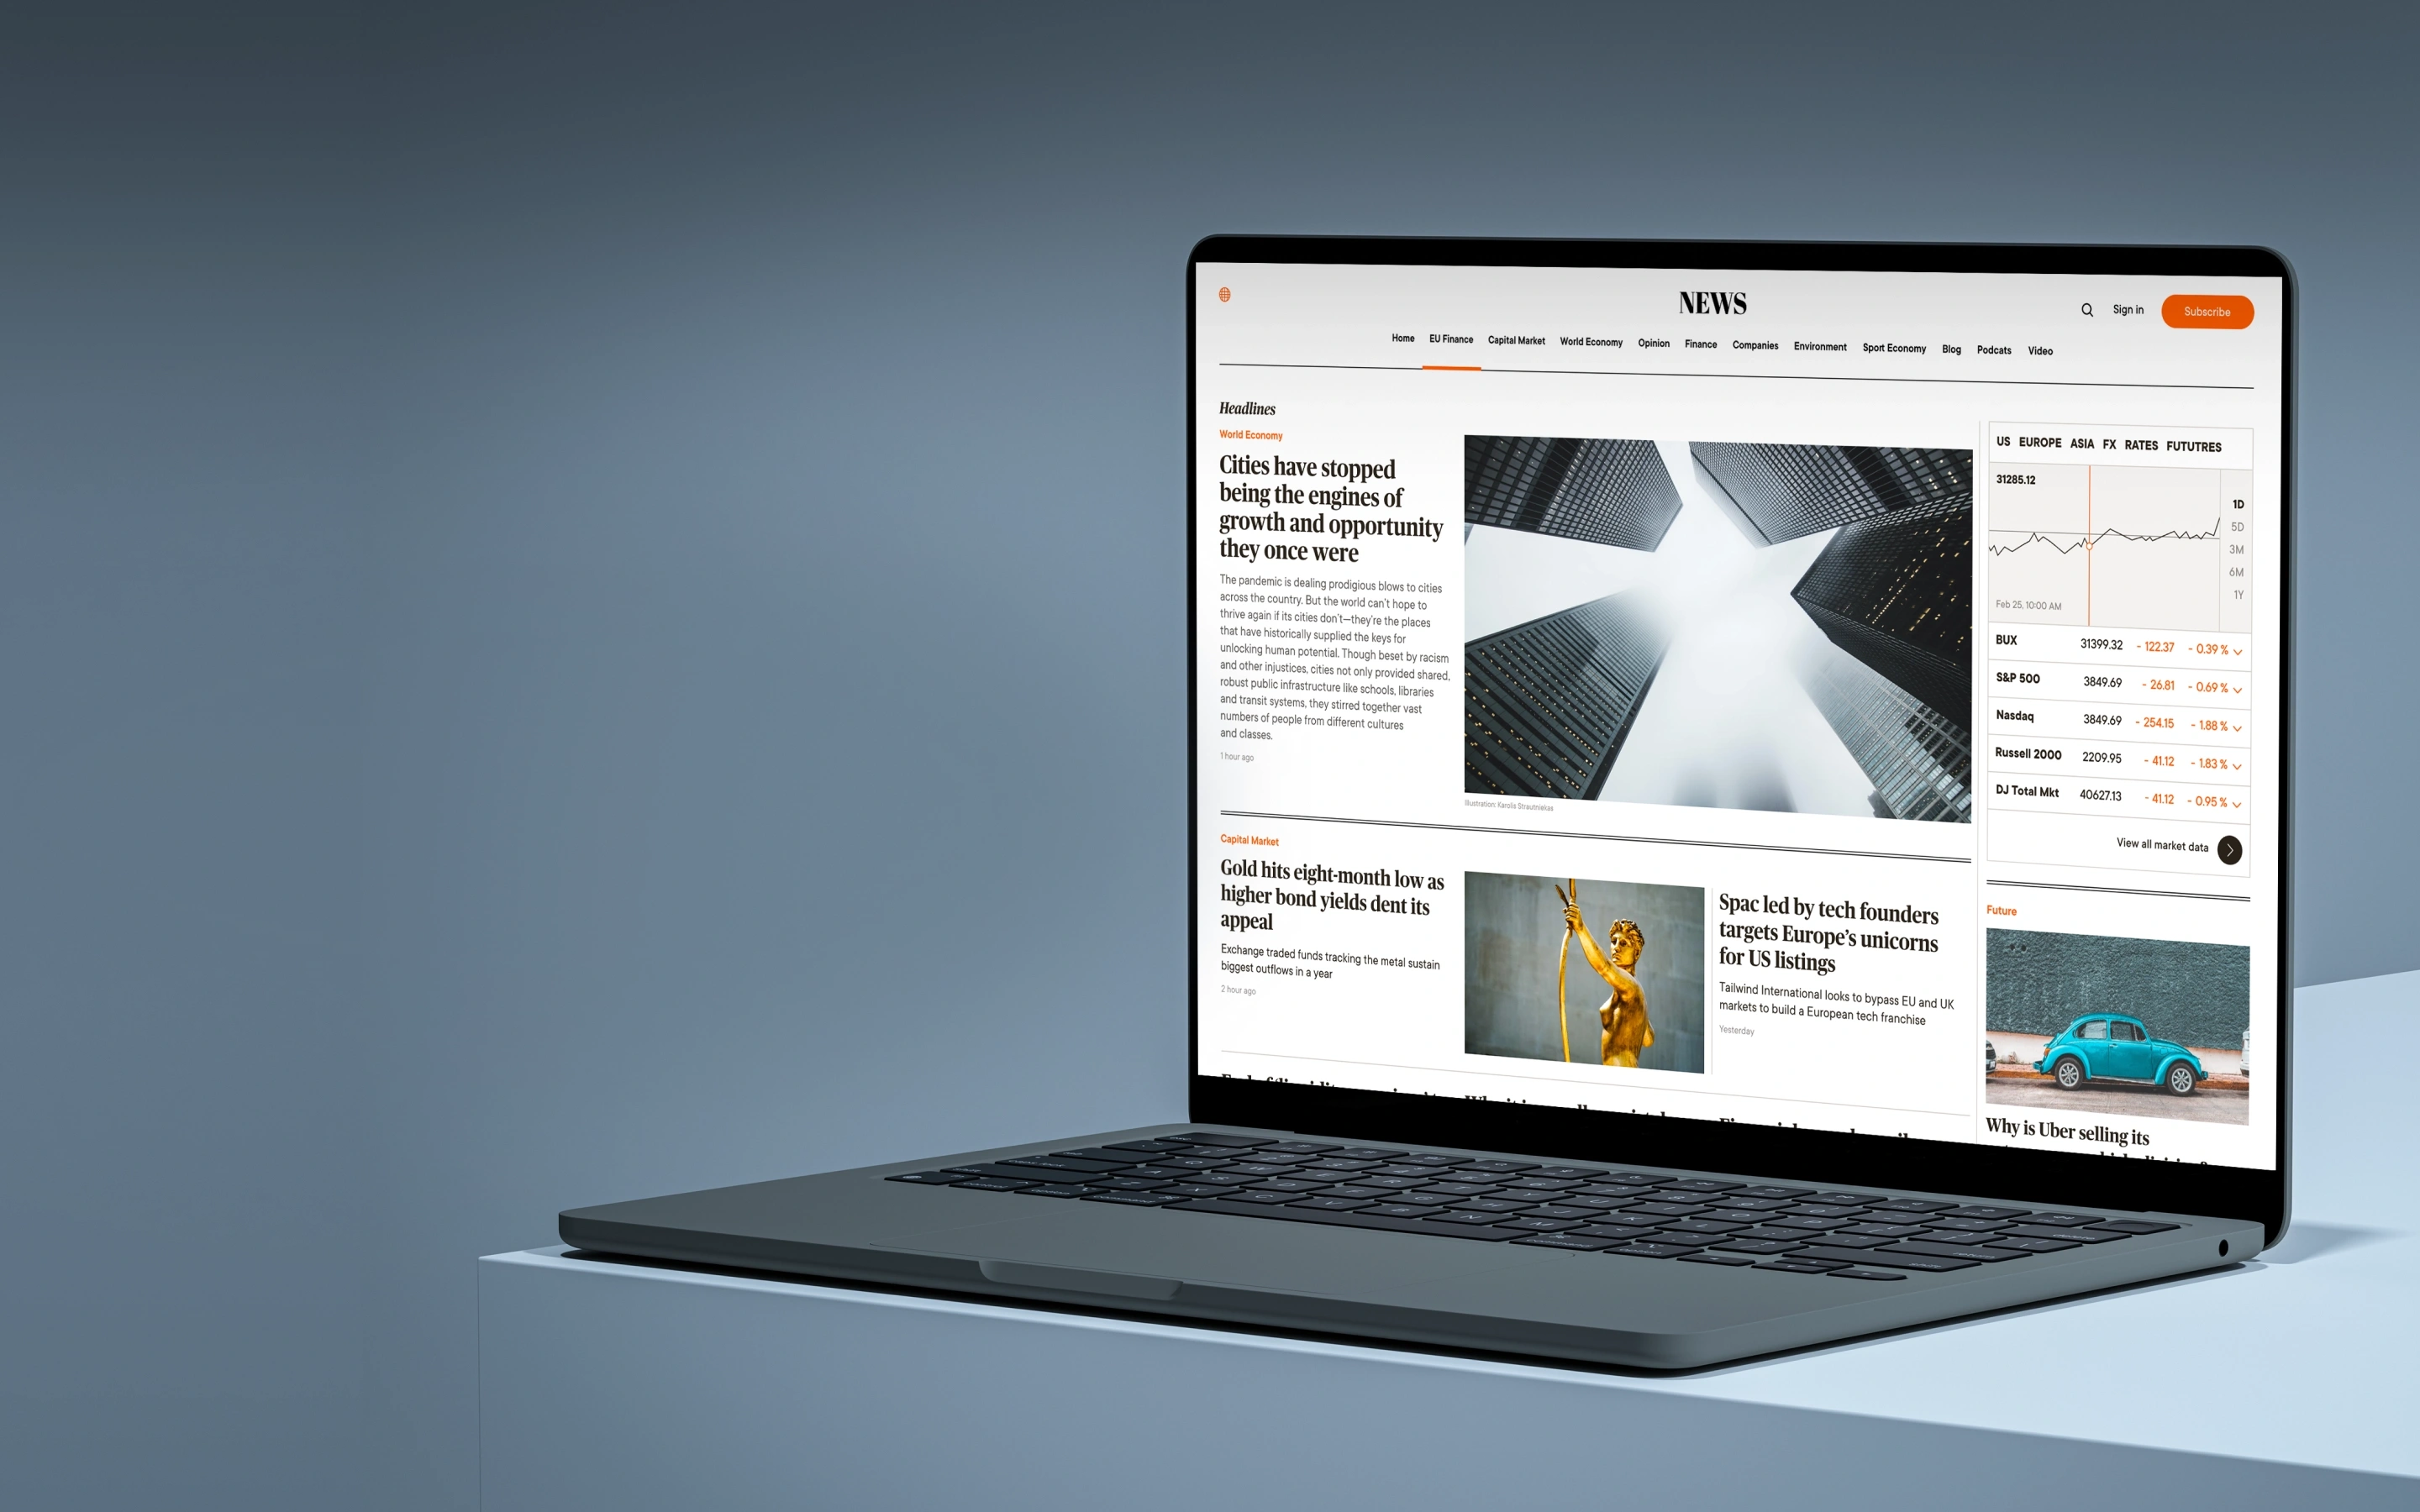 NEWS
Sign in
Subscribe
Home EU Finance Capital Market World Economy Opinion Finance Companies Environment Sport Economy Blog Podcats Video
Headlines
World Economy
Cities have stopped
being the engines of
growth and opportunity
they once were
The pandemic is dealing prodigious blows to cities
across the country. But the world can't hope to
thrive again if its cities don't—they're the places
that have historically supplied the keys for
unlocking human potential. Though beset by racism
and other injustices, cities not only provided shared,
robust public infrastructure like schools, libraries
and transit systems, they stirred together vast
numbers of people from different cultures
and classes.
1 hour ago
Illustration: Karolis Strautniekas
US EUROPE ASIA FX RATES FUTUTRES
31285.12
1D
5D
3M
6M
1Y
Feb 25, 10:00 AM
BUX 31399.32 - 122.37 - 0.39 %
S&P 500 3849.69 - 26.81 - 0.69 %
Nasdaq 3849.69 - 254.15 - 1.88 %
Russell 2000 2209.95 - 41.12 - 1.83 %
DJ Total Mkt 40627.13 - 41.12 - 0.95 %
View all market data
Capital Market
Gold hits eight-month low as
higher bond yields dent its
appeal
Exchange traded funds tracking the metal sustain
biggest outflows in a year
2 hour ago
Spac led by tech founders
targets Europe's unicorns
for US listings
Tailwind International looks to bypass EU and UK
markets to build a European tech franchise
Yesterday
Future
Why is Uber selling its